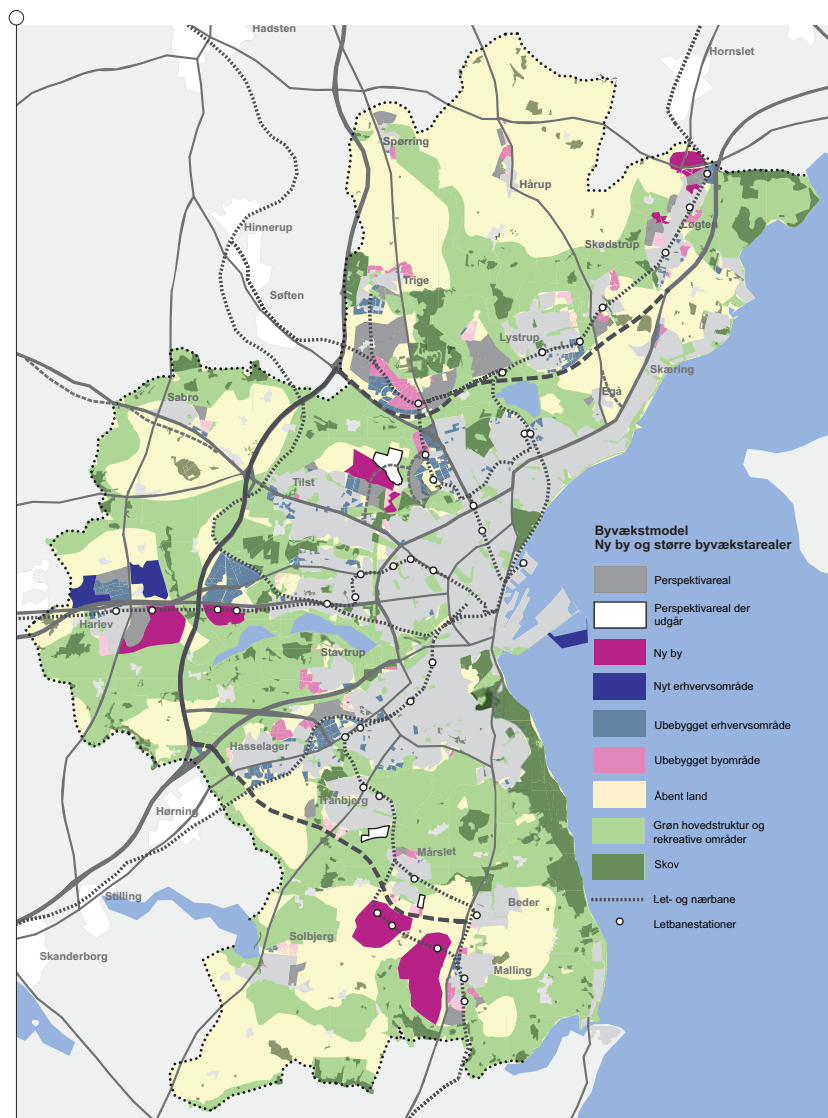 Hadsten
Hornslet
Spørring
Hårup
Løgten
Hinnerup
Skødstrup
Trige
Søften
Lystrup
Skæring
Egå
Sabro
Tilst
Byvækstmodel
Ny by og større byvækstarealer
Perspektivareal
Perspektivareal der
udgår
Ny by
Nyt erhvervsområde
Ubebygget erhvervsområde
Ubebygget byområde
Åbent land
Grøn hovedstruktur og
rekreative områder
Skov
Let- og nærbane
Letbanestationer
Harlev
Stavtrup
Hasselager
Tranbjerg
Hørning
Mårslet
Stilling
Beder
Solbjerg
Skanderborg
Malling